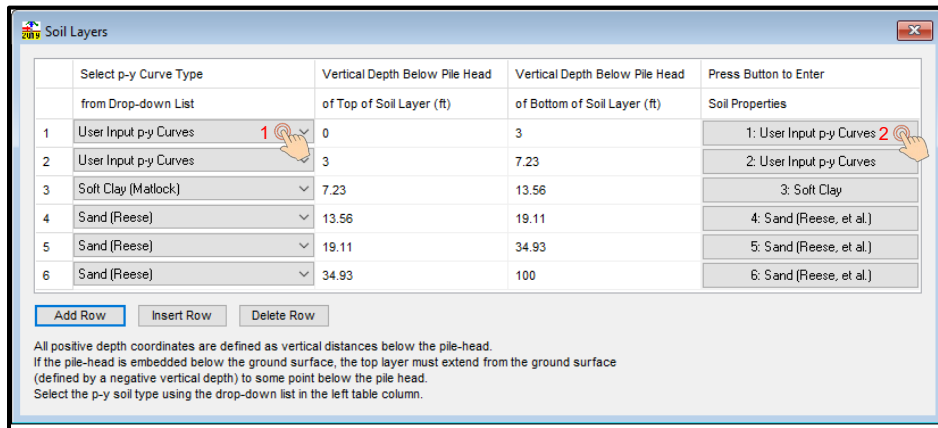 2019 Soil Layers
Select p-y Curve Type Vertical Depth Below Pile Head Vertical Depth Below Pile Head Press Button to Enter
from Drop-down List of Top of Soil Layer (ft) of Bottom of Soil Layer (ft) Soil Properties
1 User Input p-y Curves 1 0 3 1: User Input p-y Curves 2
2 User Input p-y Curves 3 7.23 2: User Input p-y Curves
3 Soft Clay (Matlock) 7.23 13.56 3: Soft Clay
4 Sand (Reese) 13.56 19.11 4: Sand (Reese, et al.)
5 Sand (Reese) 19.11 34.93 5: Sand (Reese, et al.)
6 Sand (Reese) 34.93 100 6: Sand (Reese, et al.)
Add Row Insert Row Delete Row
All positive depth coordinates are defined as vertical distances below the pile-head.
If the pile-head is embedded below the ground surface, the top layer must extend from the ground surface
(defined by a negative vertical depth) to some point below the pile head.
Select the p-y soil type using the drop-down list in the left table column.